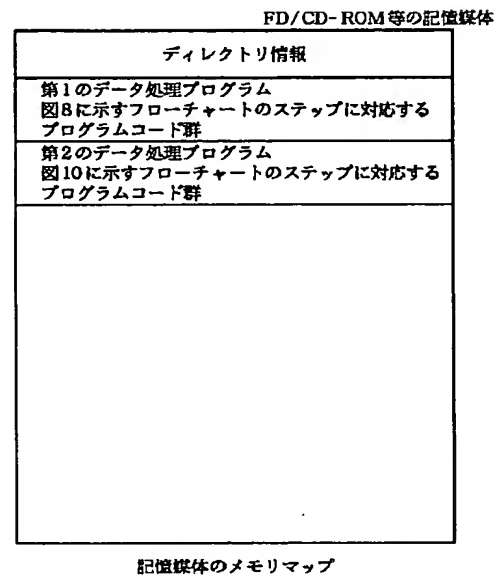 FD/CD-ROM等の記憶媒体
ディレクトリ情報
第1のデータ処理プログラム
図8に示すフローチャートのステップに対応する
プログラムコード群
第2のデータ処理プログラム
図10に示すフローチャートのステップに対応する
プログラムコード群
記憶媒体のメモリマップ